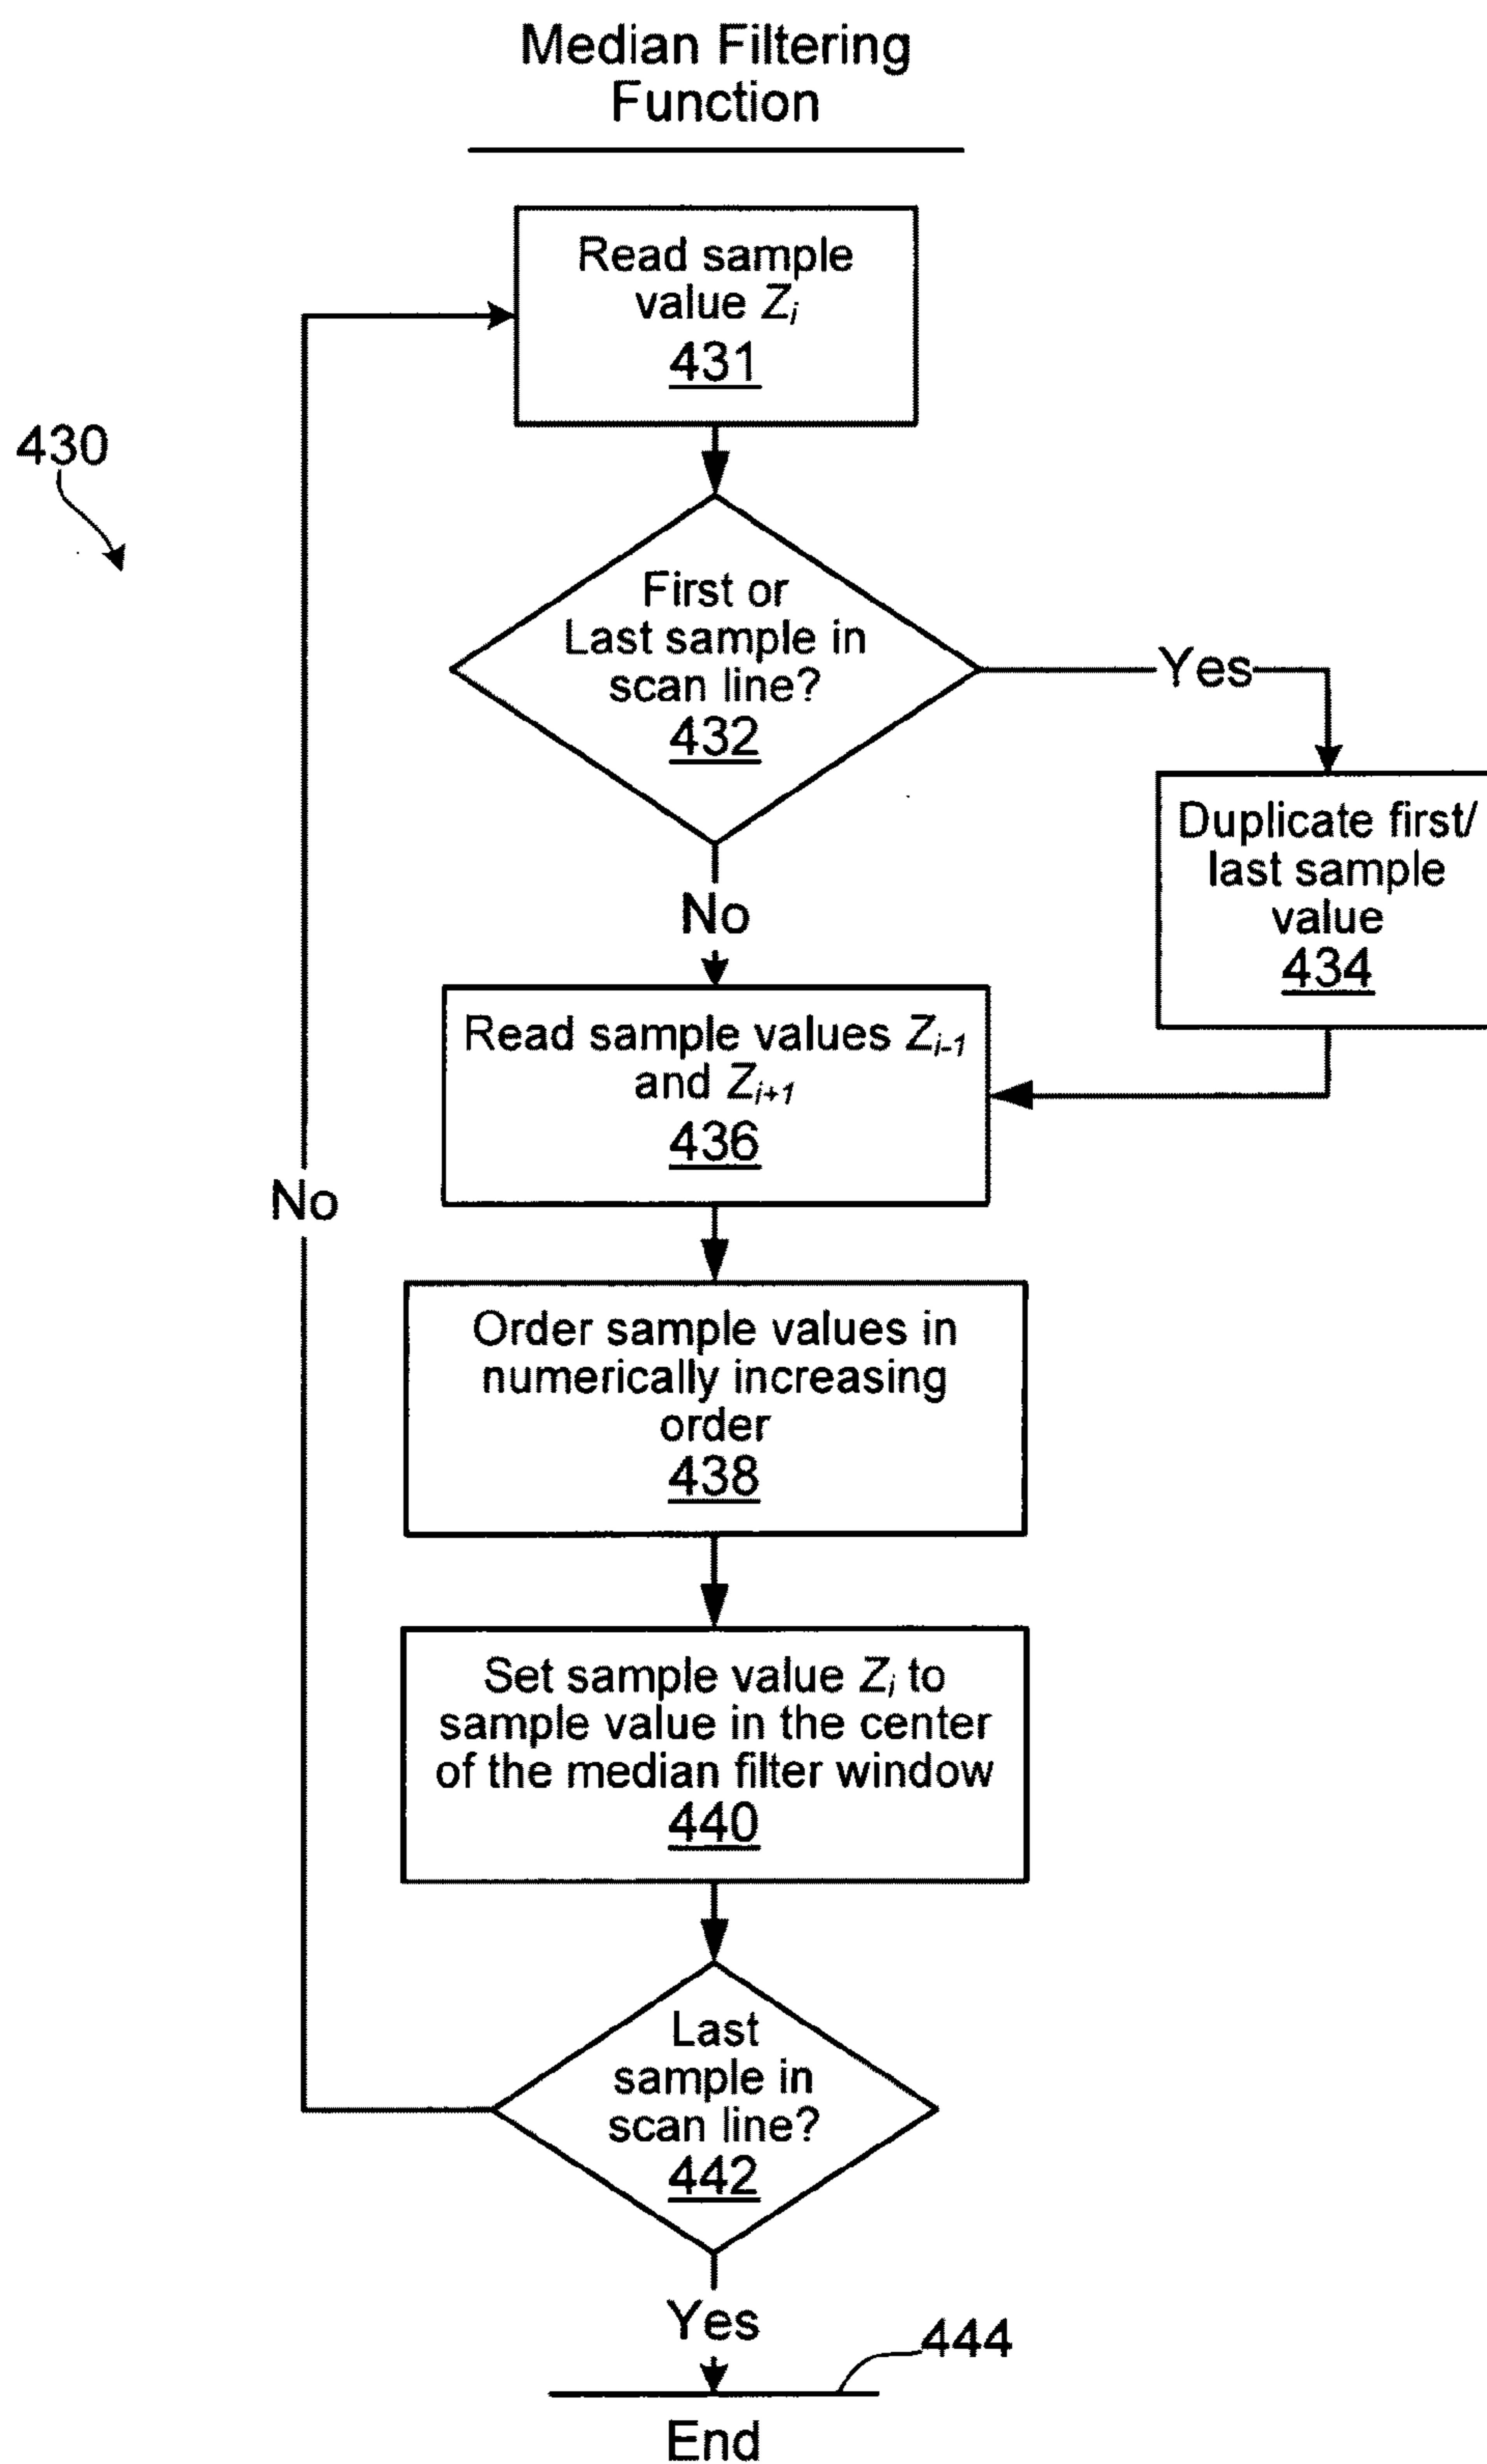 Median Filtering
Function
Read sample
value Zi
431
430
First or
Last sample in
scan line?
432
Yes
Duplicate first/
last sample
value
434
No
Read sample values Zi-1
and Zi+1
436
No
Order sample values in
numerically increasing
order
438
Set sample value Zi to
sample value in the center
of the median filter window
440
Last
sample in
scan line?
442
Yes
444
End